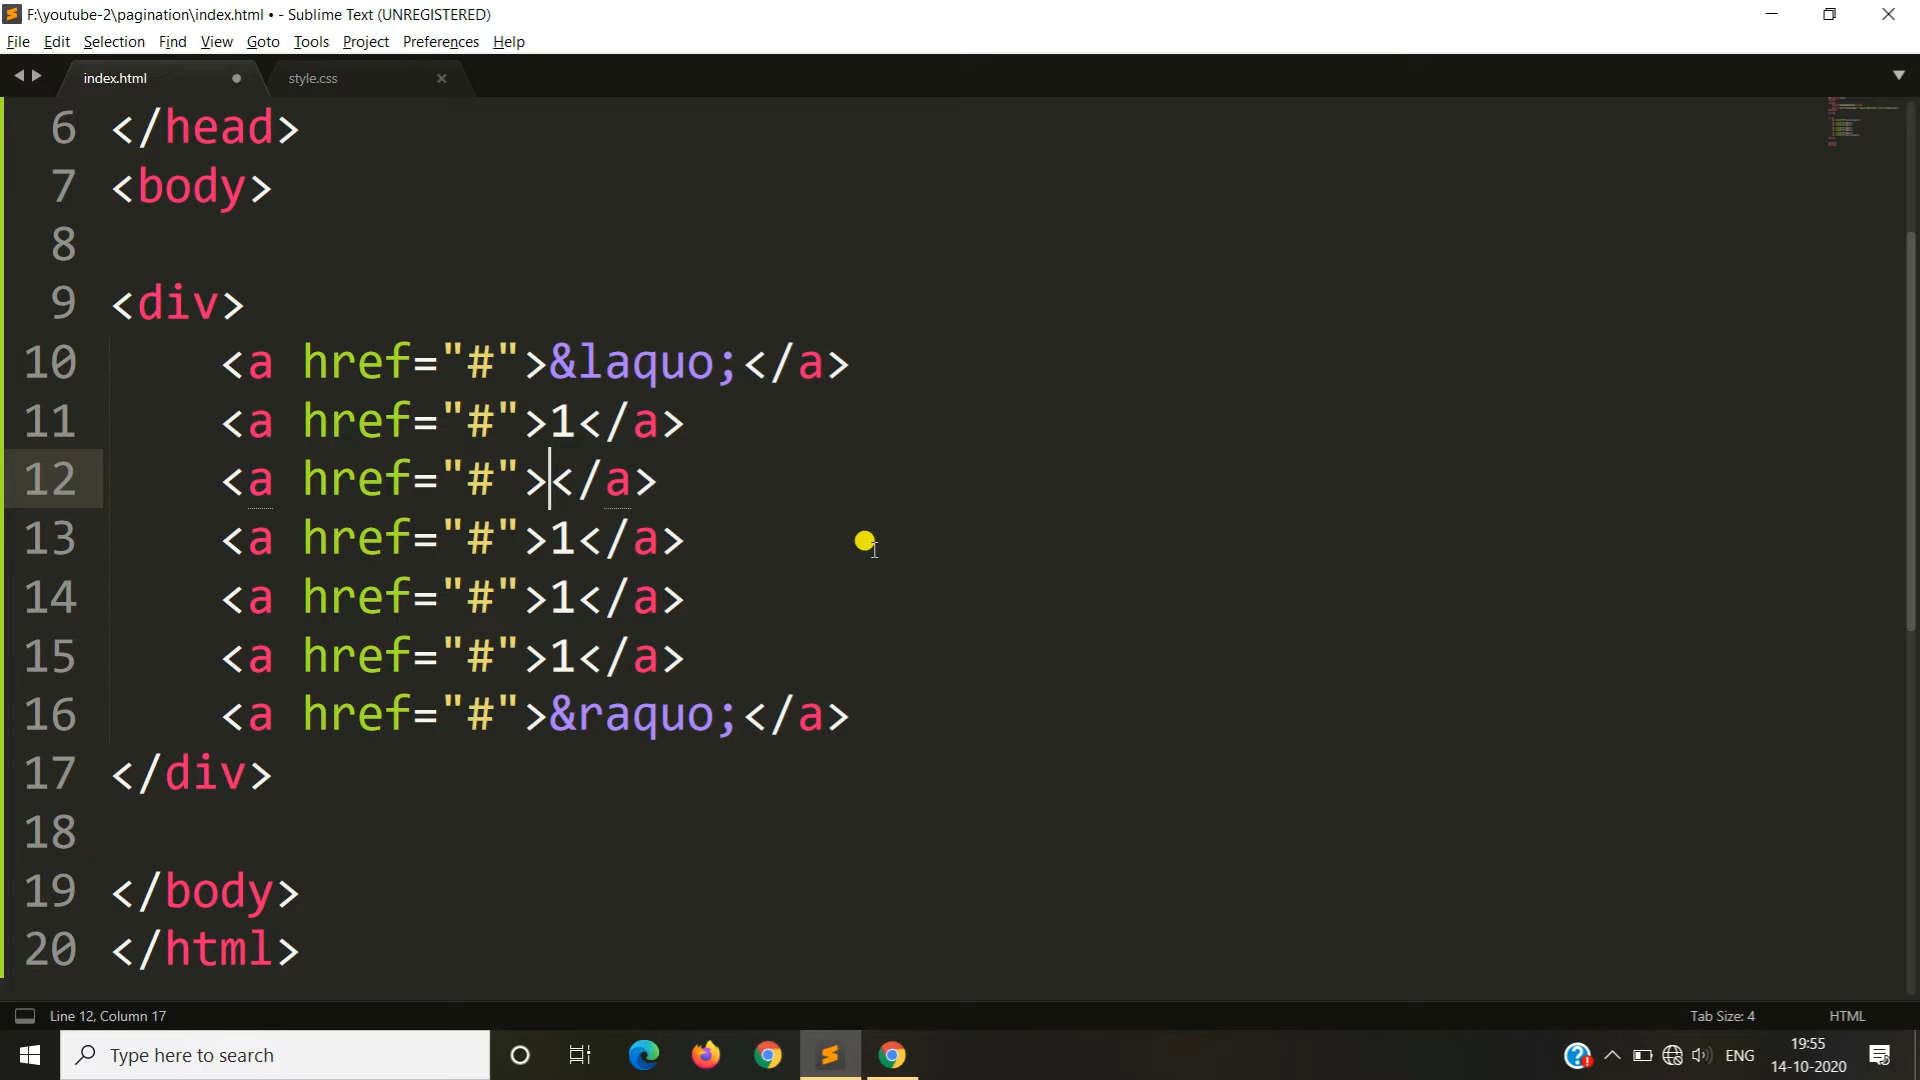 F:\youtube-2\pagination\index.html • - Sublime Text (UNREGISTERED)
File Edit Selection Find View Goto Tools Project Preferences Help
index.html style.css
6 </head>
7 <body>
8
9 <div>
10 <a href="#">&laquo;</a>
11 <a href="#">1</a>
12 <a href="#"></a>
13 <a href="#">1</a>
14 <a href="#">1</a>
15 <a href="#">1</a>
16 <a href="#">&raquo;</a>
17 </div>
18
19 </body>
20 </html>
Line 12, Column 17 Tab Size: 4 HTML
Type here to search ENG 19:55
14-10-2020